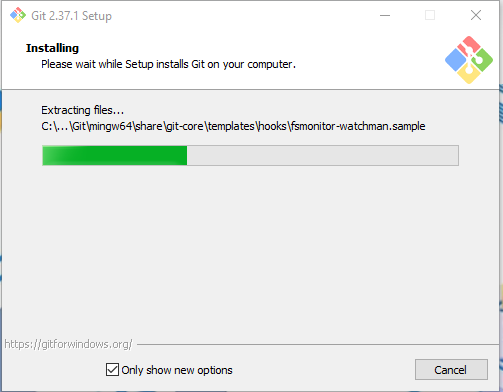 Git 2.37.1 Setup
Installing
Please wait while Setup installs Git on your computer.
Extracting files...
C:\...\Git\mingw64\share\git-core\templates\hooks\fsmonitor-watchman.sample
https://gitforwindows.org/
Only show new options
Cancel